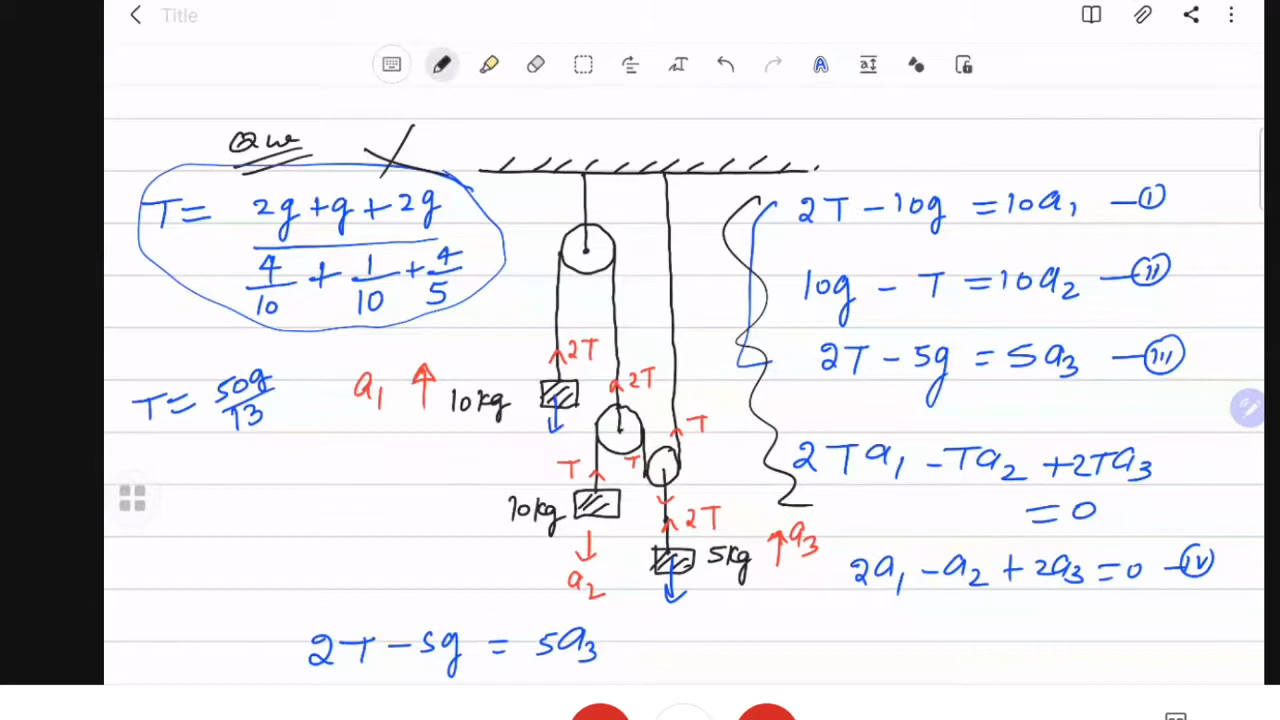 Title
Que
T = 2g + g + 2g / 4/10 + 1/10 + 4/5
T = 50g/13
a1
10kg
2T
2T
T
T
T
10kg
a2
2T
5kg
a3
2T - 10g = 10a1 - (I)
10g - T = 10a2 - (II)
2T - 5g = 5a3 - (III)
2Ta1 - Ta2 + 2Ta3
= 0
2a1 - a2 + 2a3 = 0 - (IV)
2T - 5g = 5a3